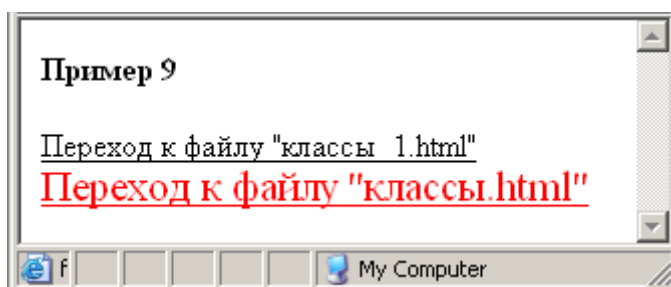 Пример 9
Переход к файлу "классы_1.html"
Переход к файлу "классы.html"
f
My Computer